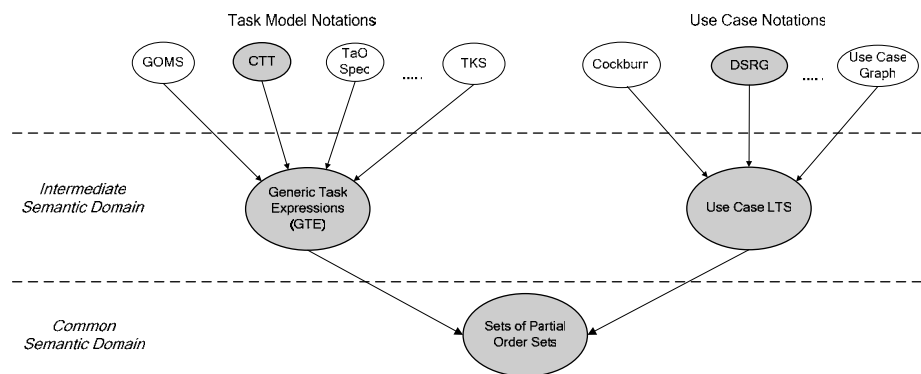 Task Model Notations
Use Case Notations
GOMS
CTT
TaO
Spec
.....
TKS
Cockburn
DSRG
.....
Use Case
Graph
Intermediate
Semantic Domain
Generic Task
Expressions
(GTE)
Use Case LTS
Common
Semantic Domain
Sets of Partial
Order Sets